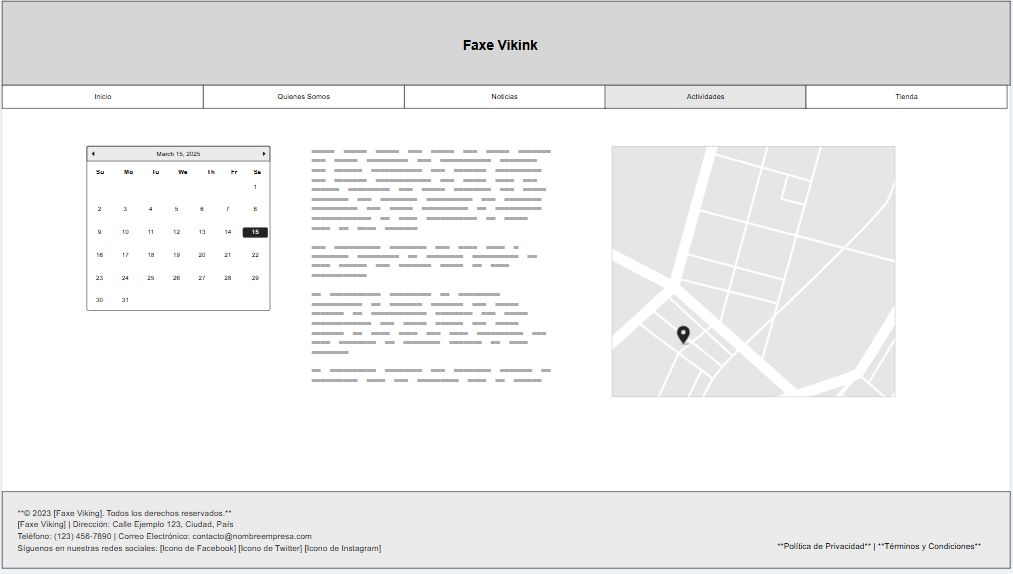 Faxe Vikink
Inicio
Quienes Somos
Noticias
Actividades
Tienda
March 15, 2025
Su Mo Tu We Th Fr Sa
1
2 3 4 5 6 7 8
9 10 11 12 13 14 15
16 17 18 19 20 21 22
23 24 25 26 27 28 29
30 31
**© 2023 [Faxe Viking]. Todos los derechos reservados.**
[Faxe Viking] | Dirección: Calle Ejemplo 123, Ciudad, País
Teléfono: (123) 456-7890 | Correo Electrónico: contacto@nombreempresa.com
Síguenos en nuestras redes sociales: [Icono de Facebook] [Icono de Twitter] [Icono de Instagram]
**Política de Privacidad** | **Términos y Condiciones**